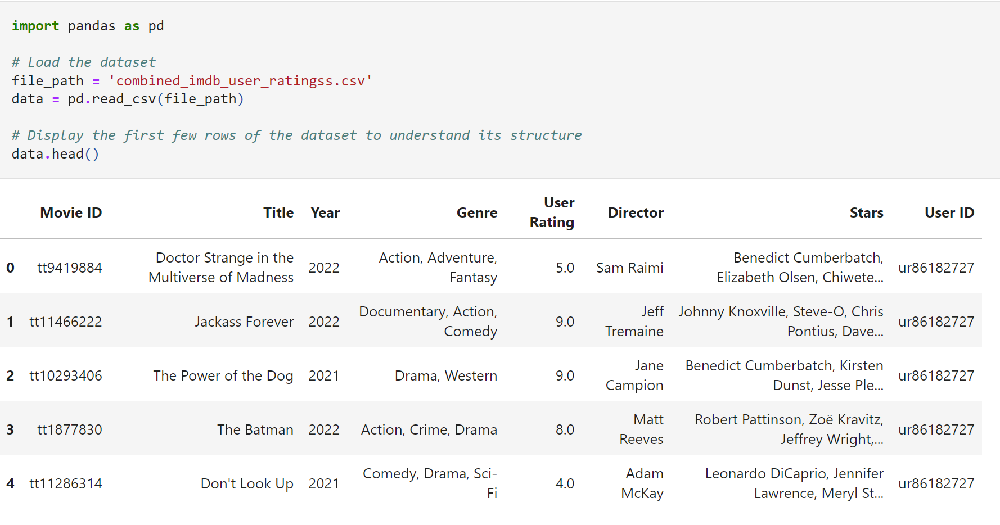 import pandas as pd
# Load the dataset
file_path = 'combined_imdb_user_ratingss.csv'
data = pd.read_csv(file_path)
# Display the first few rows of the dataset to understand its structure
data.head()
Movie ID Title Year Genre User Rating Director Stars User ID
0 tt9419884 Doctor Strange in the Multiverse of Madness 2022 Action, Adventure, Fantasy 5.0 Sam Raimi Benedict Cumberbatch, Elizabeth Olsen, Chiwete... ur86182727
1 tt11466222 Jackass Forever 2022 Documentary, Action, Comedy 9.0 Jeff Tremaine Johnny Knoxville, Steve-O, Chris Pontius, Dave... ur86182727
2 tt10293406 The Power of the Dog 2021 Drama, Western 9.0 Jane Campion Benedict Cumberbatch, Kirsten Dunst, Jesse Ple... ur86182727
3 tt1877830 The Batman 2022 Action, Crime, Drama 8.0 Matt Reeves Robert Pattinson, Zoë Kravitz, Jeffrey Wright,... ur86182727
4 tt11286314 Don't Look Up 2021 Comedy, Drama, Sci-Fi 4.0 Adam McKay Leonardo DiCaprio, Jennifer Lawrence, Meryl St... ur86182727